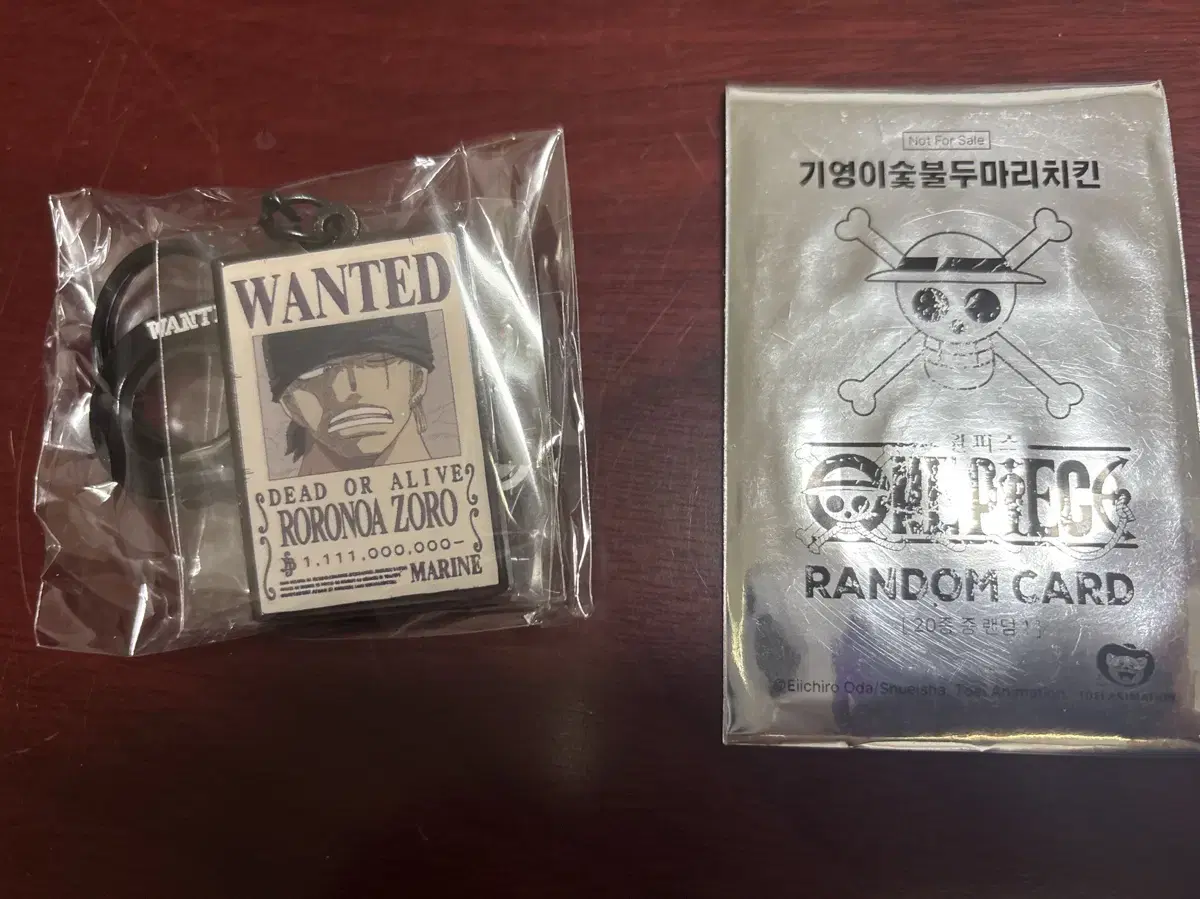 WANTED
DEAD OR ALIVE
RORONOA ZORO
1.111.000.000-
MARINE
Not For Sale
기영이숯불두마리치킨
원피스
ONE PIECE
RANDOM CARD
[20종 중 랜덤 1]
©Eiichiro Oda/Shueisha, Toei Animation
TOEI ANIMATION